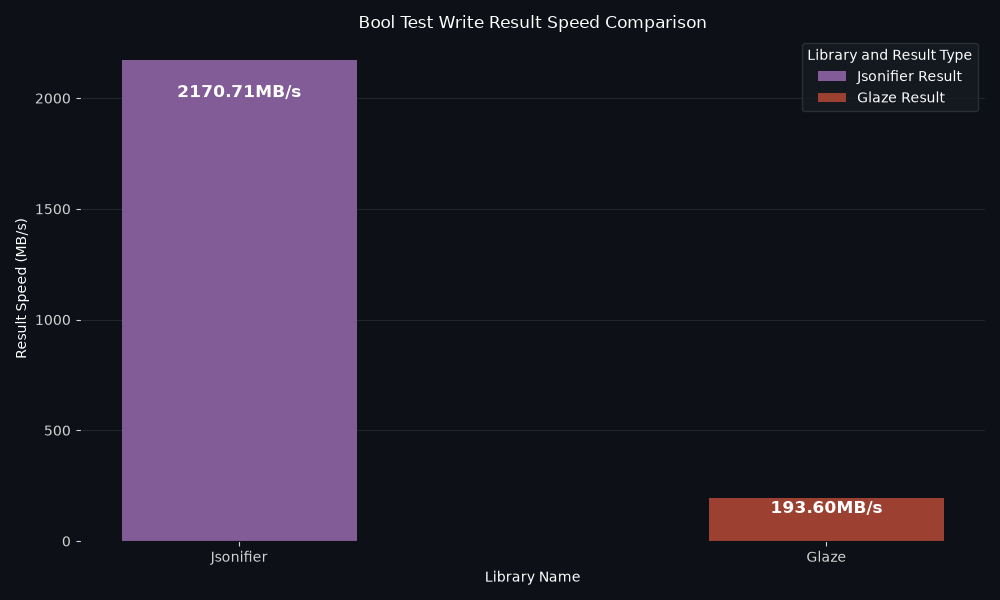 Bool Test Write Result Speed Comparison
Library and Result Type
Jsonifier Result
Glaze Result
2170.71MB/s
193.60MB/s
Result Speed (MB/s)
2000
1500
1000
500
0
Jsonifier
Glaze
Library Name